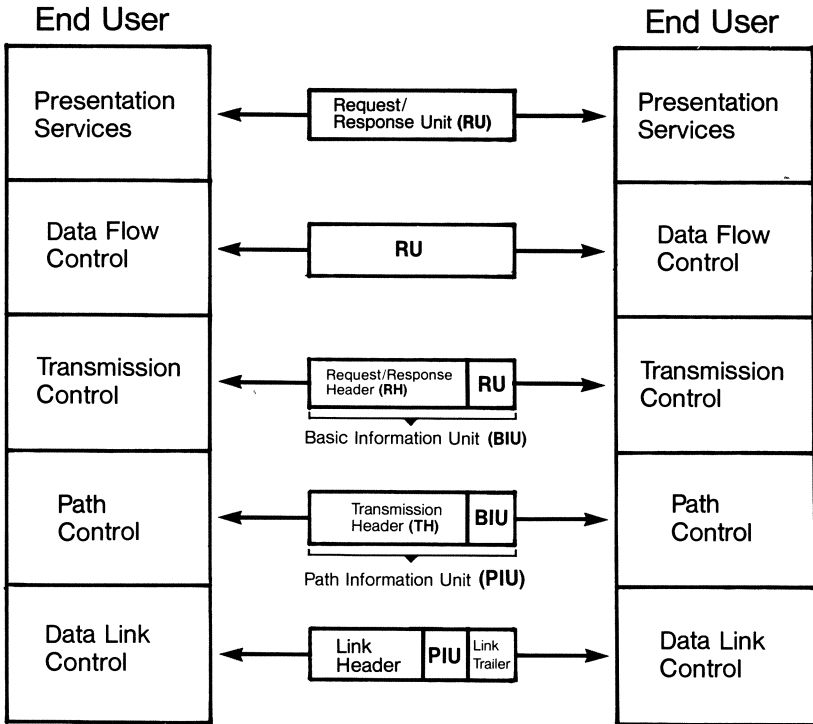 End User
End User
Presentation
Services
Request/
Response Unit (RU)
Presentation
Services
Data Flow
Control
RU
Data Flow
Control
Transmission
Control
Request/Response
Header (RH)
RU
Transmission
Control
Basic Information Unit (BIU)
Path
Control
Transmission
Header (TH)
BIU
Path
Control
Path Information Unit (PIU)
Data Link
Control
Link
Header
PIU
Link
Trailer
Data Link
Control